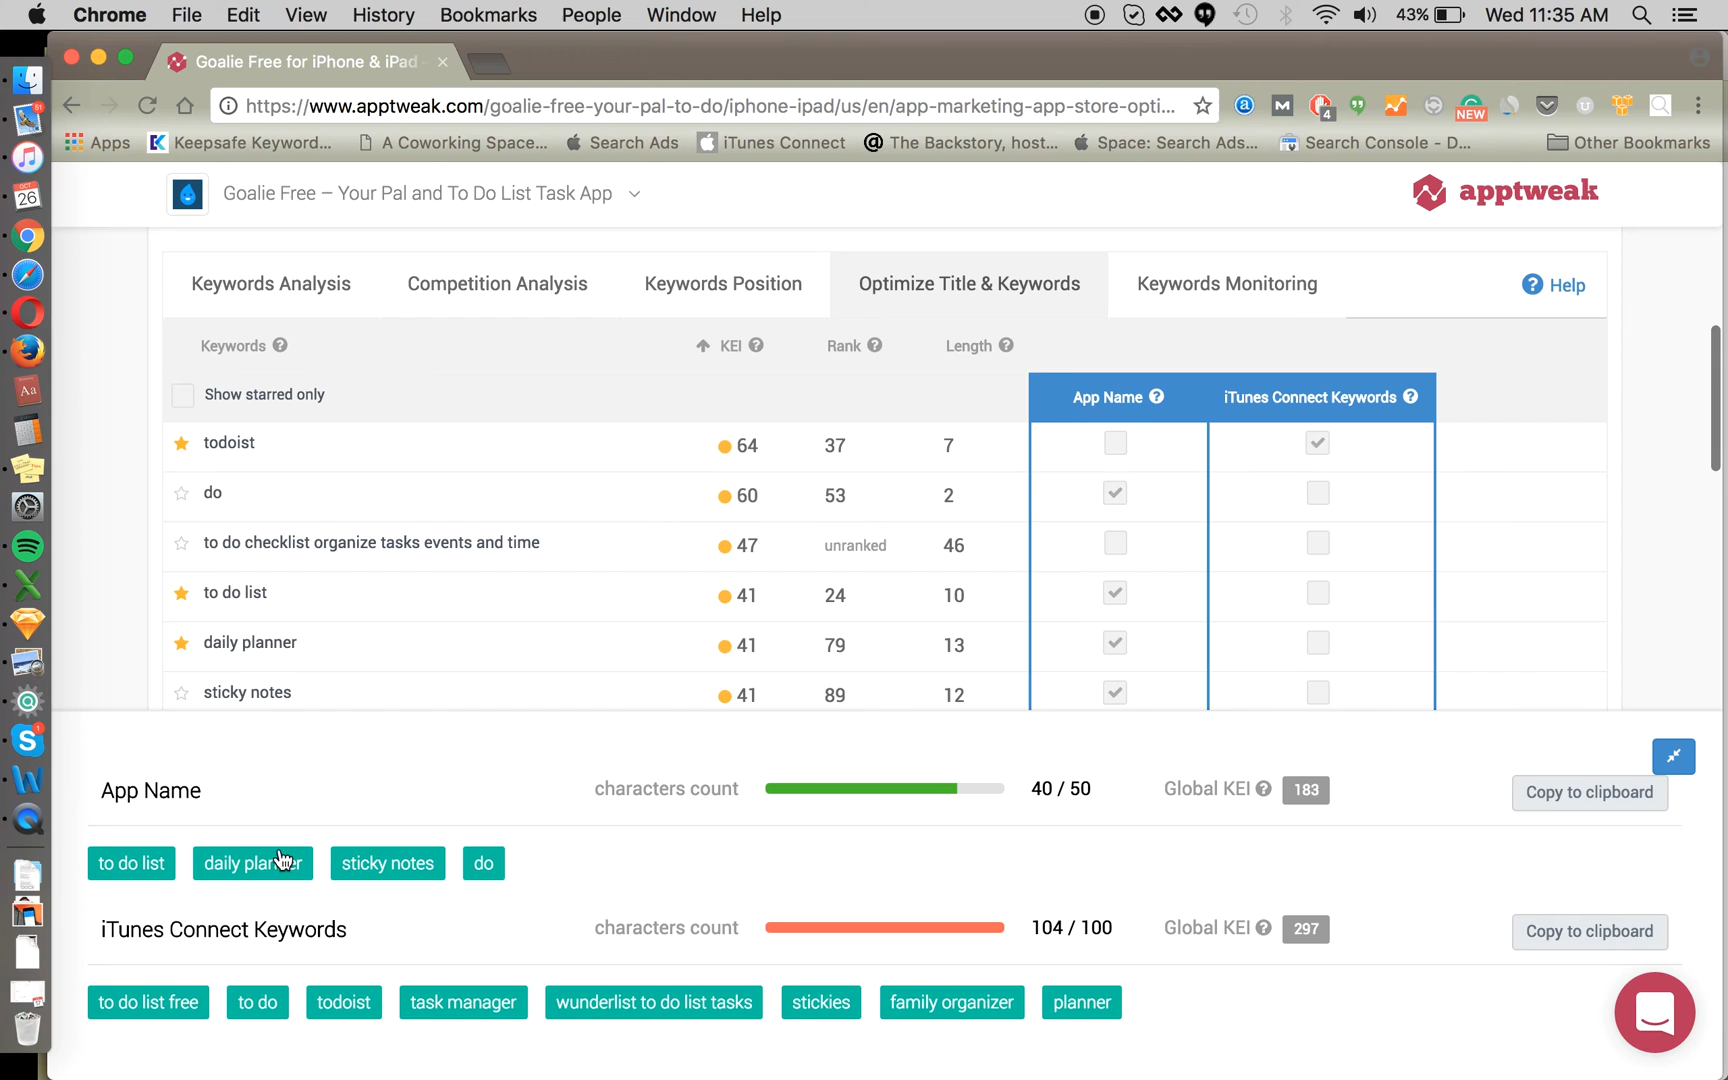 Chrome File Edit View History Bookmarks People Window Help 43% Wed 11:35 AM
Goalie Free for iPhone & iPad
https://www.apptweak.com/goalie-free-your-pal-to-do/iphone-ipad/us/en/app-marketing-app-store-opti... 4 NEW
Apps Keepsafe Keyword... A Coworking Space... Search Ads iTunes Connect The Backstory, host... Space: Search Ads... Search Console - D... Other Bookmarks
Goalie Free – Your Pal and To Do List Task App apptweak
Keywords Analysis Competition Analysis Keywords Position Optimize Title & Keywords Keywords Monitoring ? Help
Keywords ? KEI ? Rank ? Length ?
Show starred only App Name ? iTunes Connect Keywords ?
todoist 64 37 7
do 60 53 2
to do checklist organize tasks events and time 47 unranked 46
to do list 41 24 10
daily planner 41 79 13
sticky notes 41 89 12
App Name characters count 40 / 50 Global KEI ? 183 Copy to clipboard
to do list daily planner sticky notes do
iTunes Connect Keywords characters count 104 / 100 Global KEI ? 297 Copy to clipboard
to do list free to do todoist task manager wunderlist to do list tasks stickies family organizer planner